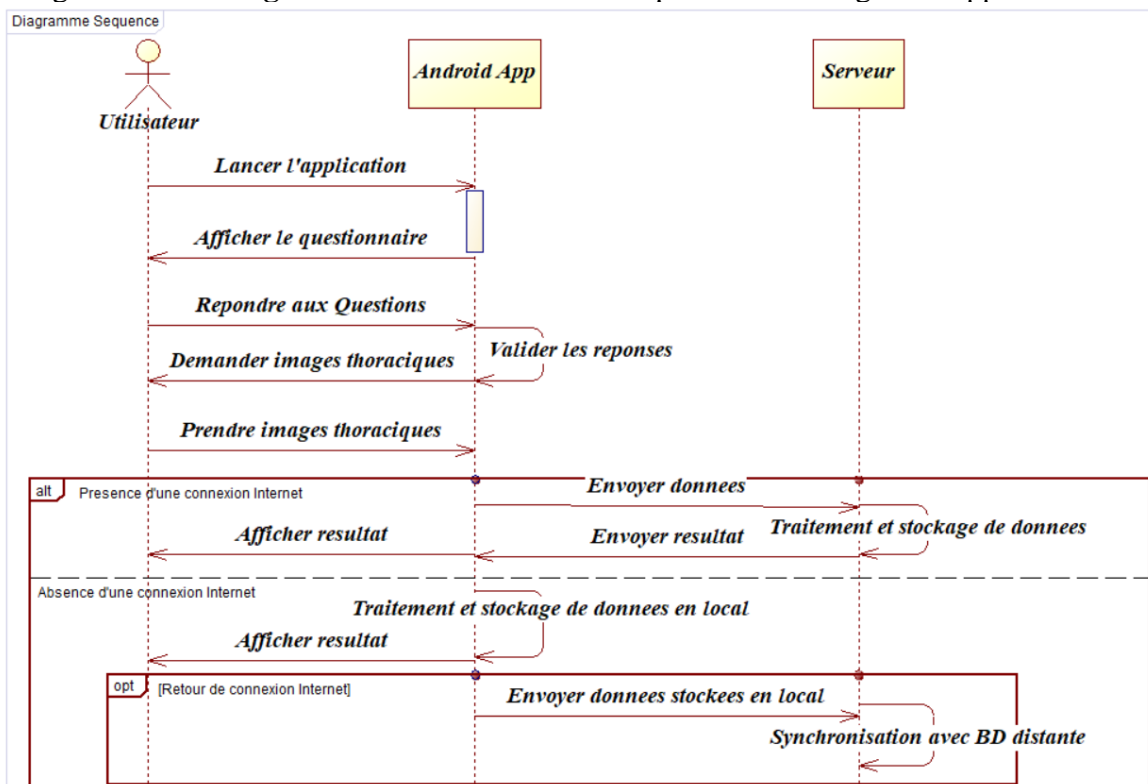 Diagramme Sequence
Android App
Serveur
Utilisateur
Lancer l'application
Afficher le questionnaire
Repondre aux Questions
Valider les reponses
Demander images thoraciques
Prendre images thoraciques
alt
Presence d'une connexion Internet
Envoyer donnees
Traitement et stockage de donnees
Afficher resultat
Envoyer resultat
Absence d'une connexion Internet
Traitement et stockage de donnees en local
Afficher resultat
opt
[Retour de connexion Internet]
Envoyer donnees stockees en local
Synchronisation avec BD distante